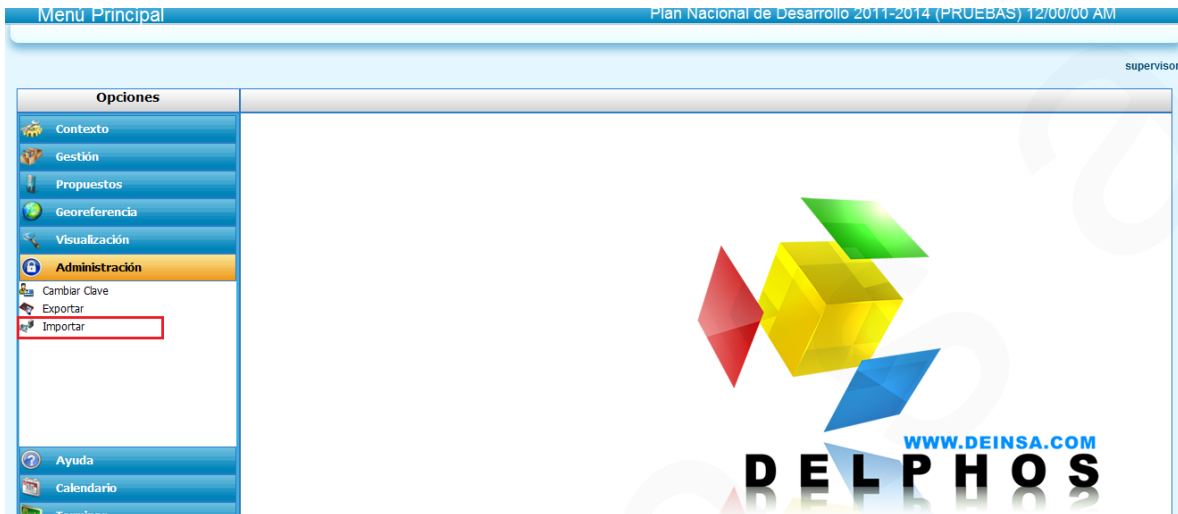 Menú Principal
Plan Nacional de Desarrollo 2011-2014 (PRUEBAS) 12/00/00 AM
supervisor
Opciones
Contexto
Gestión
Propuestos
Georeferencia
Visualización
Administración
Cambiar Clave
Exportar
Importar
WWW.DEINSA.COM
DELPHOS
Ayuda
Calendario